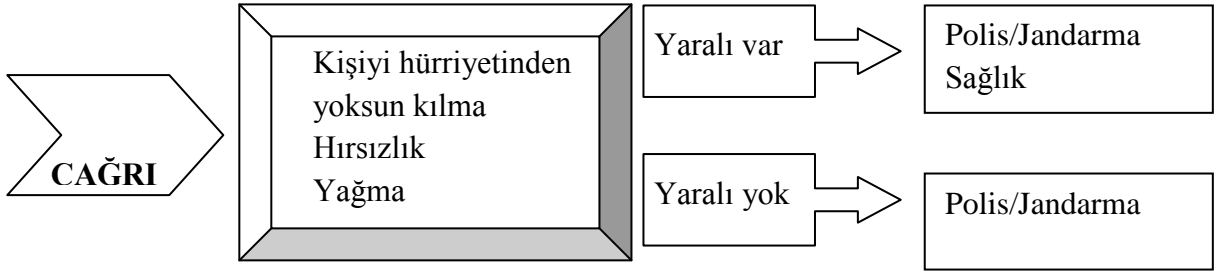 CAĞRI
Kişiyi hürriyetinden
yoksun kılma
Hırsızlık
Yağma
Yaralı var
Polis/Jandarma
Sağlık
Yaralı yok
Polis/Jandarma